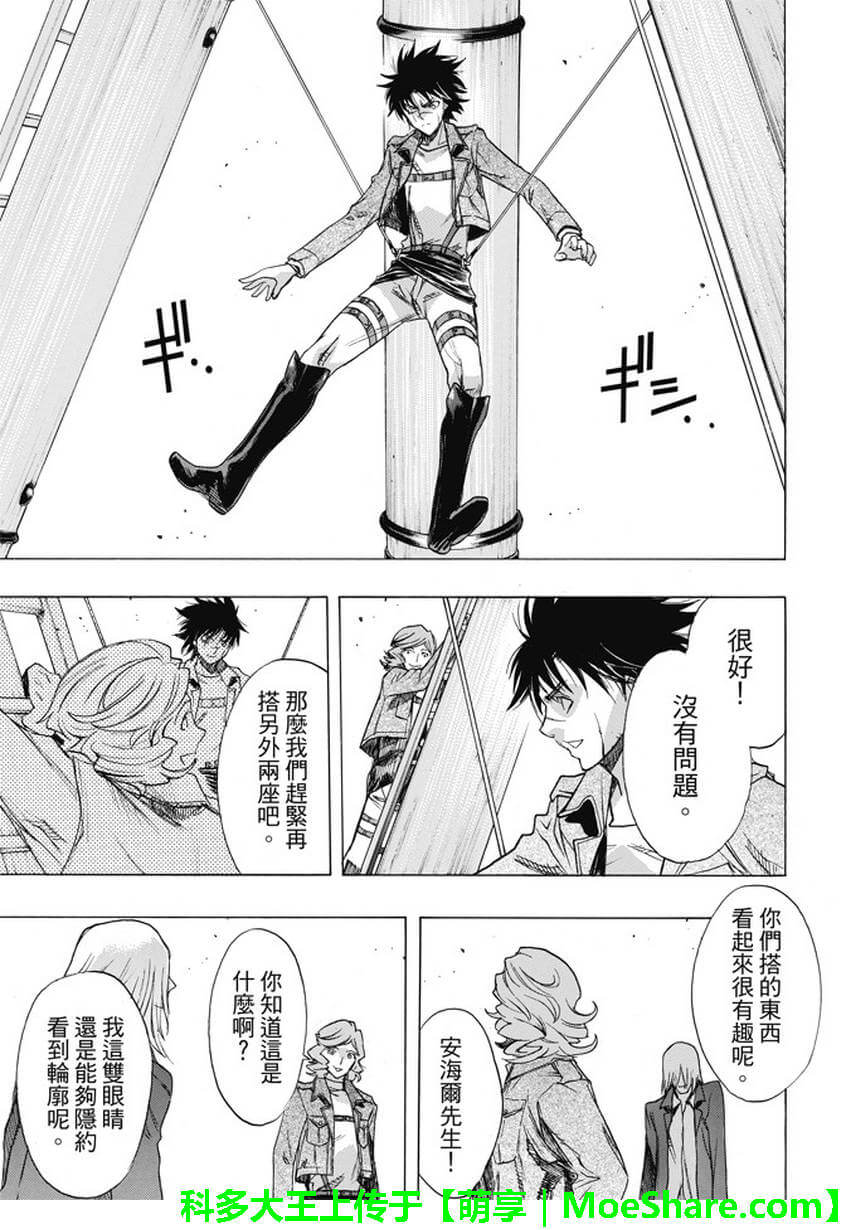 ギ..
ギ..
很好！
沒有問題。
那麼我們趕緊再
搭另外兩座吧。
你們搭的東西
看起來很有趣呢。
安海爾先生！
你知道這是
什麼啊？
我這雙眼睛
還是能夠隱約
看到輪廓呢。
科多大王上传于【萌享｜MoeShare.com】